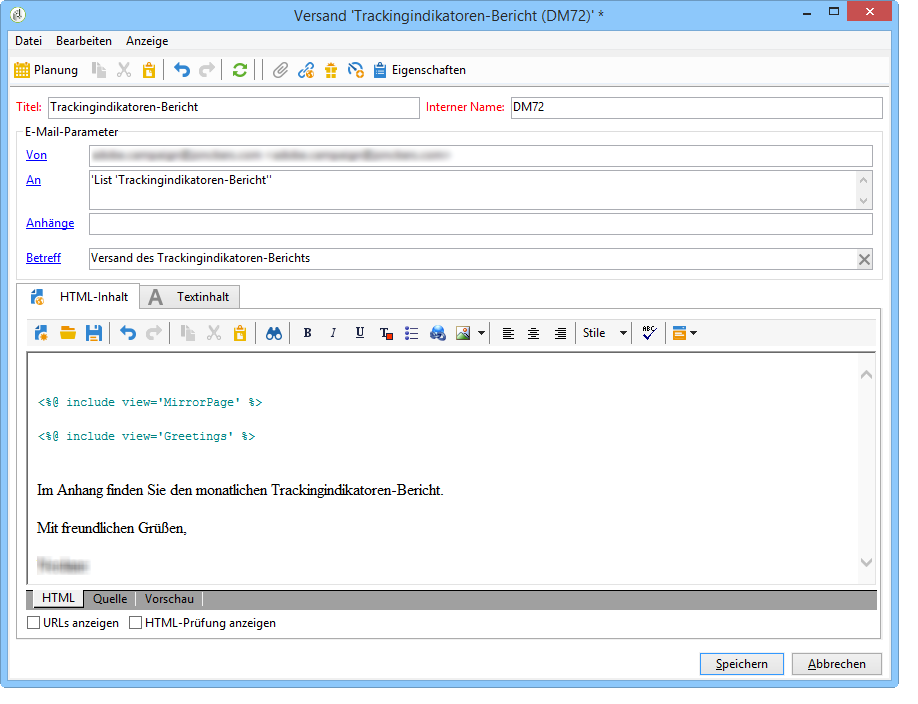 Versand 'Trackingindikatoren-Bericht (DM72)' *
Datei Bearbeiten Anzeige
Planung Eigenschaften
Titel: Trackingindikatoren-Bericht Interner Name: DM72
E-Mail-Parameter
Von
An 'List 'Trackingindikatoren-Bericht''
Anhänge
Betreff Versand des Trackingindikatoren-Berichts
HTML-Inhalt A Textinhalt
B I U T Stile ABC
<%@ include view='MirrorPage' %>
<%@ include view='Greetings' %>
Im Anhang finden Sie den monatlichen Trackingindikatoren-Bericht.
Mit freundlichen Grüßen,
HTML Quelle Vorschau
URLs anzeigen HTML-Prüfung anzeigen
Speichern Abbrechen